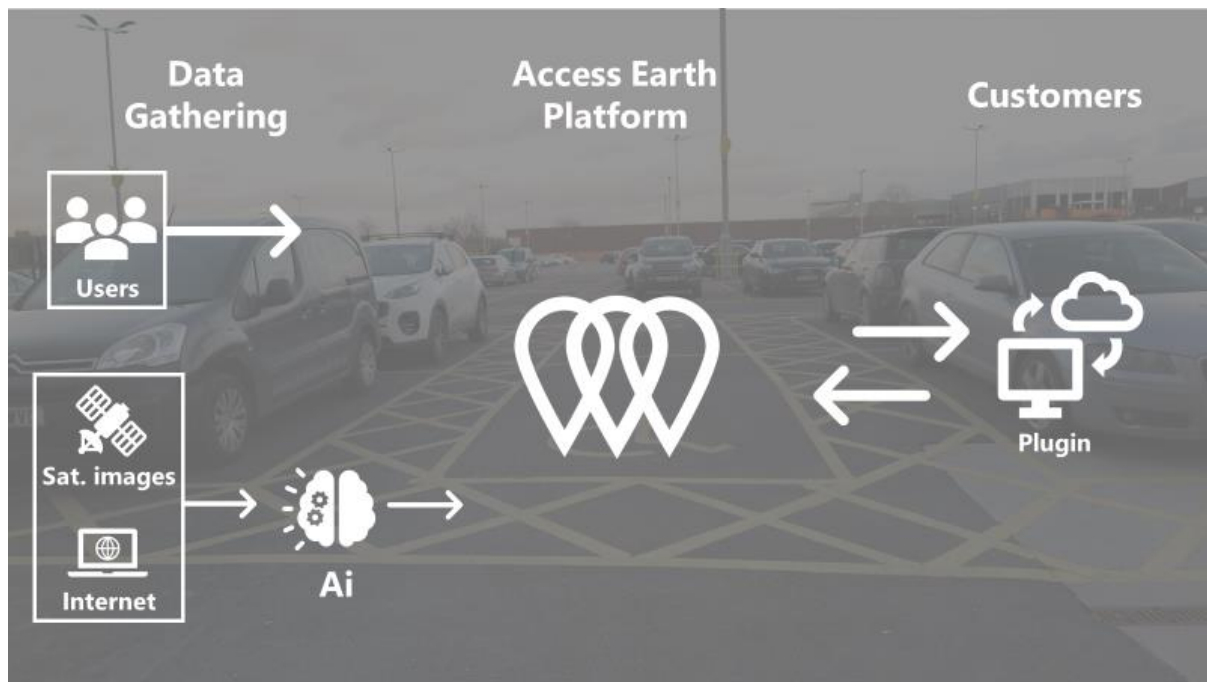 Data
Gathering
Access Earth
Platform
Customers
Users
Sat. images
Internet
Ai
Plugin